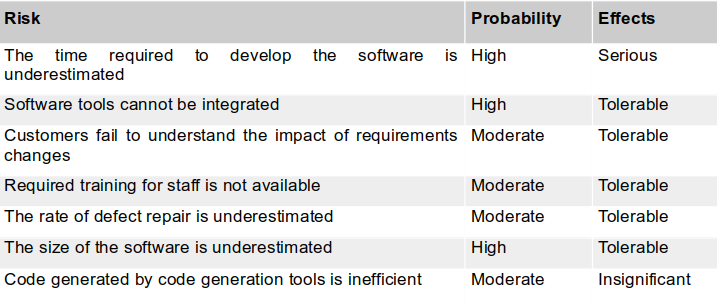 Risk Probability Effects
The time required to develop the software is High Serious
underestimated
Software tools cannot be integrated High Tolerable
Customers fail to understand the impact of requirements Moderate Tolerable
changes
Required training for staff is not available Moderate Tolerable
The rate of defect repair is underestimated Moderate Tolerable
The size of the software is underestimated High Tolerable
Code generated by code generation tools is inefficient Moderate Insignificant